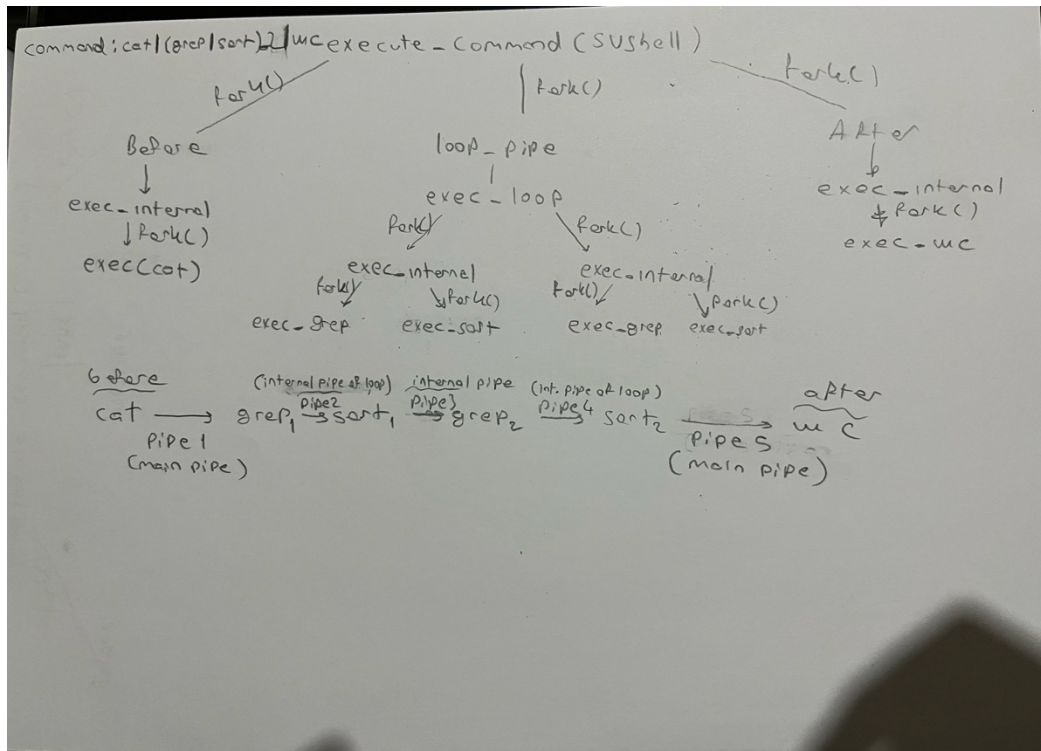 command: cat|(grep|sort)2|wc execute_command (SUshell)
fork() fork() fork()
Before loop_pipe After
exec_internal exec_loop exec_internal
fork() fork() fork() fork()
exec(cat) exec_internal exec_internal exec_wc
fork() fork() fork() fork()
exec_grep exec_sort exec_grep exec_sort
before (internal pipe of loop) internal pipe (int. pipe of loop) after
cat → grep1 pipe2 → sort1 pipe3 → grep2 pipe4 → sort2 → wc
pipe1 pipe5
(main pipe) (main pipe)